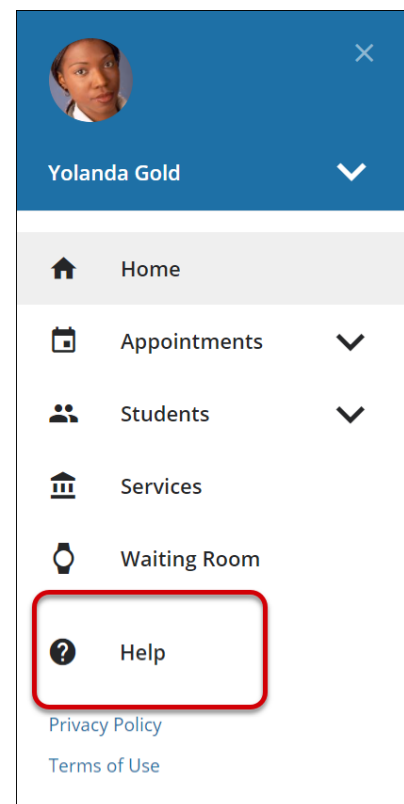 Yolanda Gold
Home
Appointments
Students
Services
Waiting Room
Help
Privacy Policy
Terms of Use